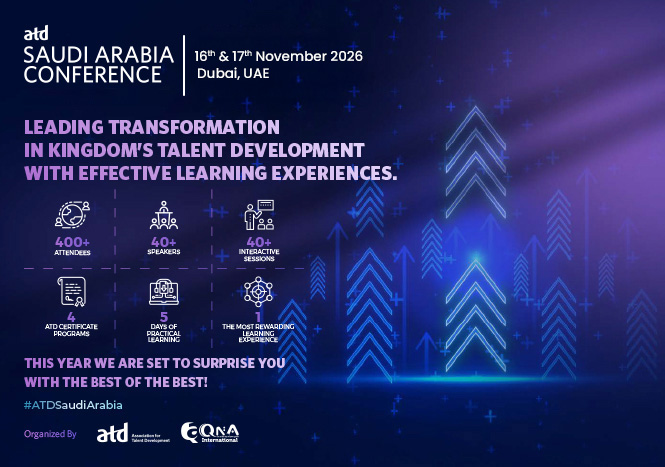 atd
SAUDI ARABIA
CONFERENCE
16th & 17th November 2026
Dubai, UAE
LEADING TRANSFORMATION
IN KINGDOM'S TALENT DEVELOPMENT
WITH EFFECTIVE LEARNING EXPERIENCES.
400+
ATTENDEES
40+
SPEAKERS
40+
INTERACTIVE
SESSIONS
4
ATD CERTIFICATE
PROGRAMS
5
DAYS OF
PRACTICAL
LEARNING
1
THE MOST REWARDING
LEARNING
EXPERIENCE
THIS YEAR WE ARE SET TO SURPRISE YOU
WITH THE BEST OF THE BEST!
#ATDSaudiArabia
Organized By
atd
Association for
Talent Development
QNA
International